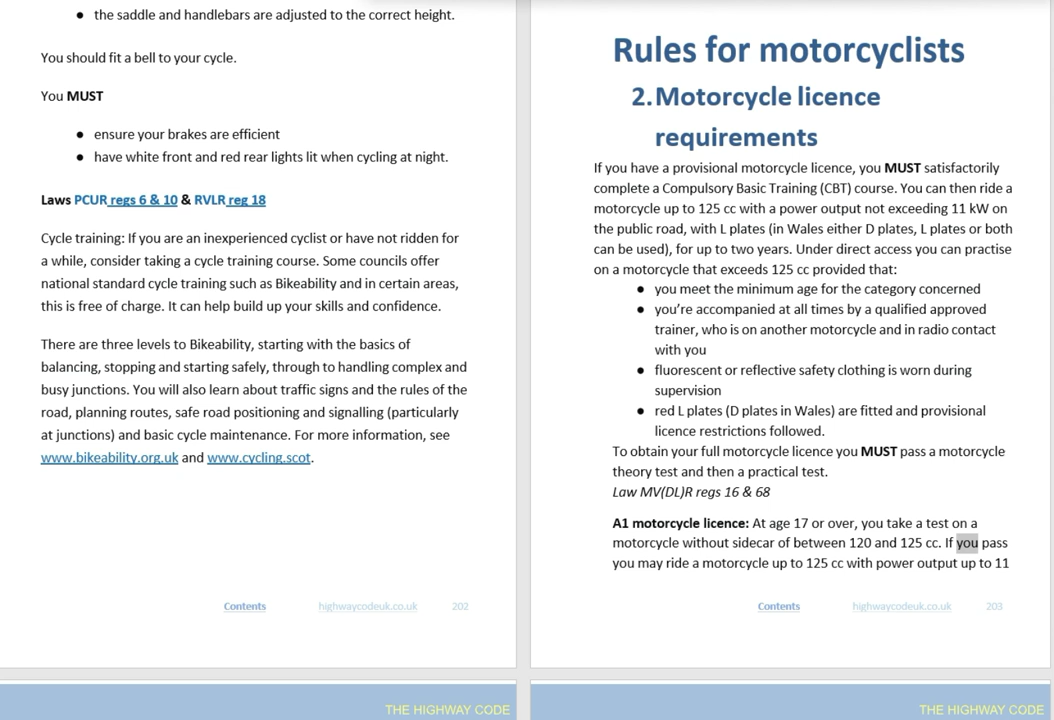 ● the saddle and handlebars are adjusted to the correct height.
You should fit a bell to your cycle.
You MUST
● ensure your brakes are efficient
● have white front and red rear lights lit when cycling at night.
Laws PCUR regs 6 & 10 & RVLR reg 18
Cycle training: If you are an inexperienced cyclist or have not ridden for
a while, consider taking a cycle training course. Some councils offer
national standard cycle training such as Bikeability and in certain areas,
this is free of charge. It can help build up your skills and confidence.
There are three levels to Bikeability, starting with the basics of
balancing, stopping and starting safely, through to handling complex and
busy junctions. You will also learn about traffic signs and the rules of the
road, planning routes, safe road positioning and signalling (particularly
at junctions) and basic cycle maintenance. For more information, see
www.bikeability.org.uk and www.cycling.scot.
Contents highwaycodeuk.co.uk 202
THE HIGHWAY CODE
Rules for motorcyclists
2. Motorcycle licence
requirements
If you have a provisional motorcycle licence, you MUST satisfactorily
complete a Compulsory Basic Training (CBT) course. You can then ride a
motorcycle up to 125 cc with a power output not exceeding 11 kW on
the public road, with L plates (in Wales either D plates, L plates or both
can be used), for up to two years. Under direct access you can practise
on a motorcycle that exceeds 125 cc provided that:
● you meet the minimum age for the category concerned
● you’re accompanied at all times by a qualified approved
trainer, who is on another motorcycle and in radio contact
with you
● fluorescent or reflective safety clothing is worn during
supervision
● red L plates (D plates in Wales) are fitted and provisional
licence restrictions followed.
To obtain your full motorcycle licence you MUST pass a motorcycle
theory test and then a practical test.
Law MV(DL)R regs 16 & 68
A1 motorcycle licence: At age 17 or over, you take a test on a
motorcycle without sidecar of between 120 and 125 cc. If you pass
you may ride a motorcycle up to 125 cc with power output up to 11
Contents highwaycodeuk.co.uk 203
THE HIGHWAY CODE